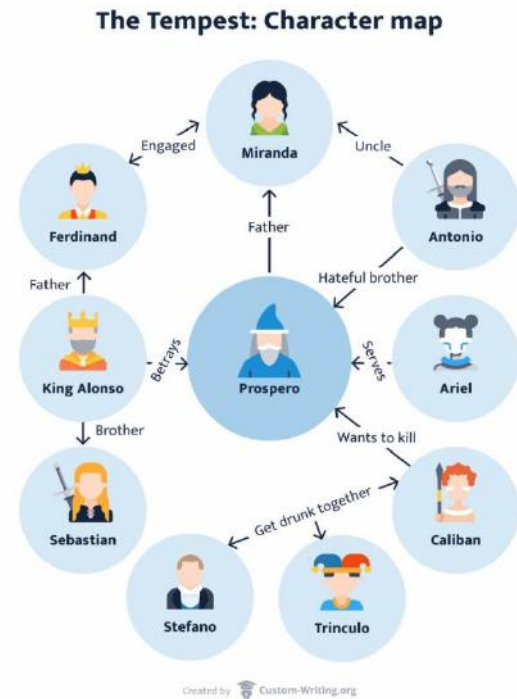 The Tempest: Character map
Miranda
Engaged
Uncle
Ferdinand
Antonio
Father
Hateful brother
Father
King Alonso
Betrays
Prospero
Serves
Ariel
Brother
Wants to kill
Sebastian
Get drunk together
Caliban
Stefano
Trinculo
Created by Custom-Writing.org